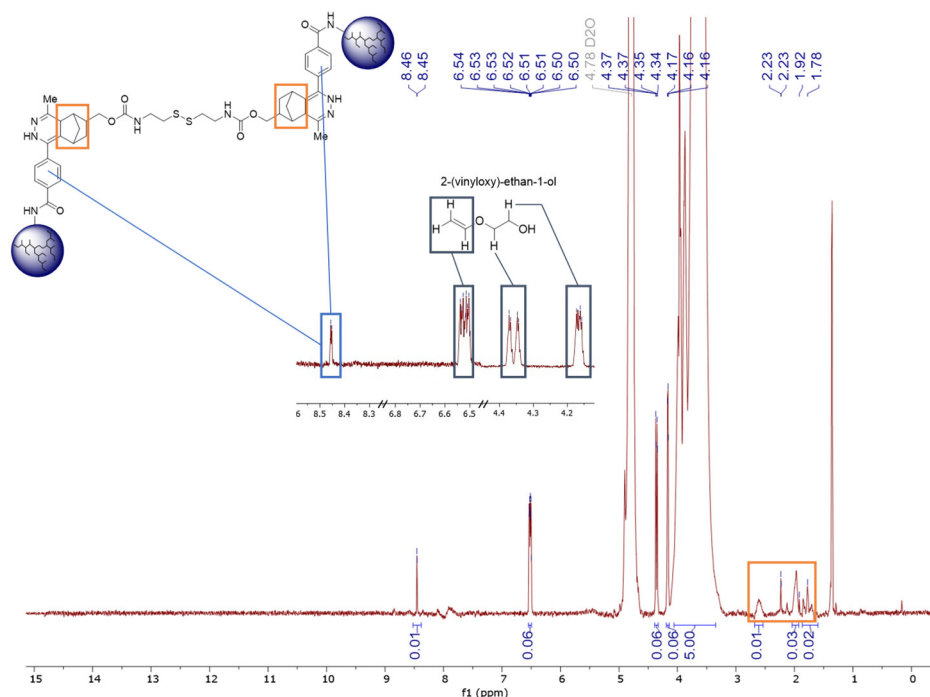 O
N
H
Me
N
N
HN
O
N
H
O
S
S
H
N
O
O
NH
N
Me
NH
O
8.46
8.45
6.54
6.53
6.53
6.52
6.51
6.51
6.50
6.50
4.78 D2O
4.37
4.37
4.35
4.34
4.17
4.16
4.16
2.23
2.23
1.92
1.78
2-(vinyloxy)-ethan-1-ol
H
H
H
O
H
H
OH
6 8.5 8.4 8.3 6.8 6.7 6.6 6.5 4.4 4.3 4.2
0.01
0.06
0.06
0.06
5.00
0.01
0.03
0.02
15 14 13 12 11 10 9 8 7 6 5 4 3 2 1 0
f1 (ppm)